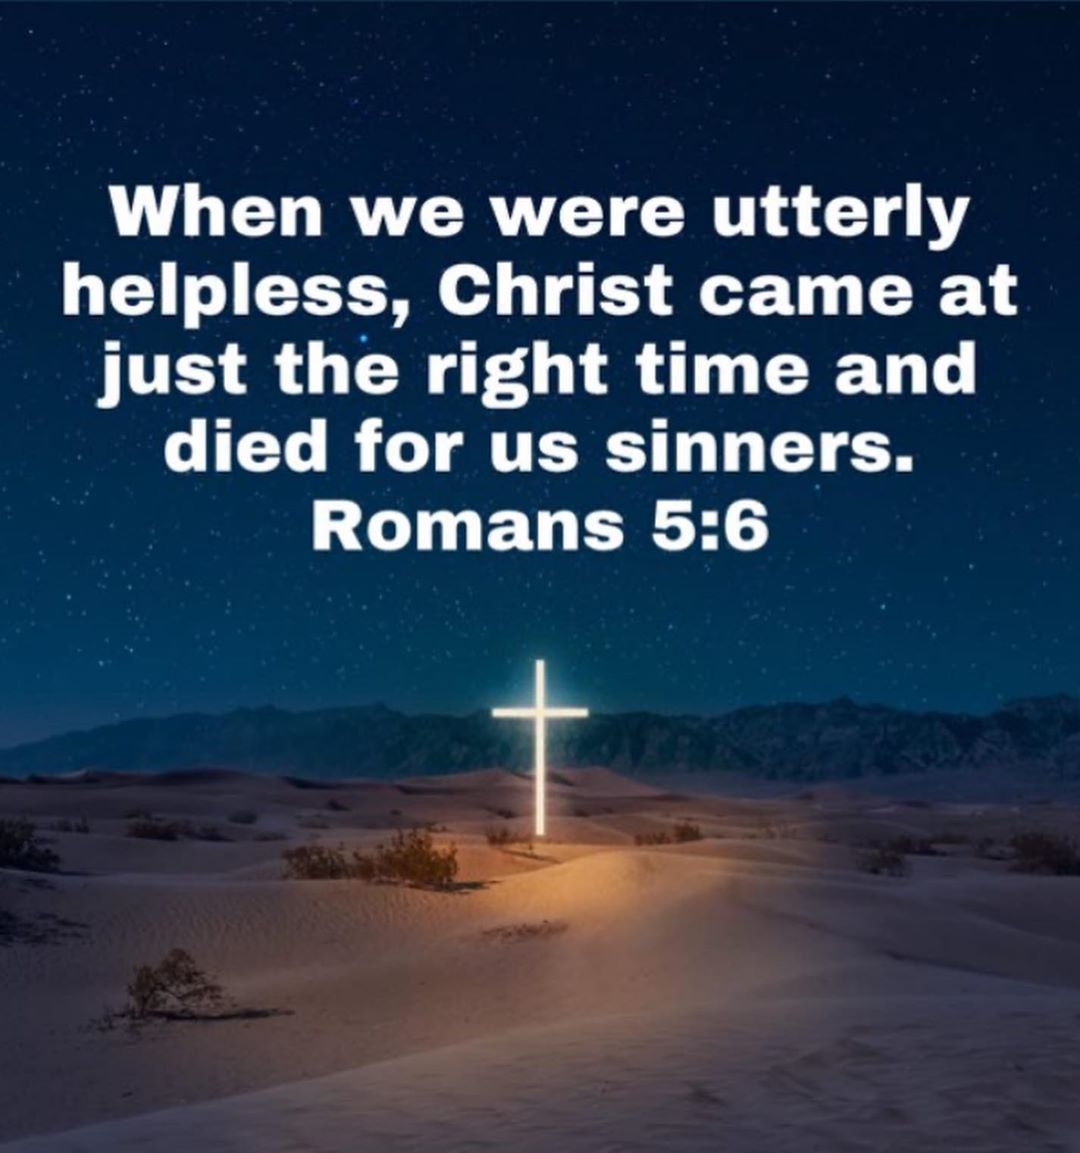 When we were utterly
helpless, Christ came at
just the right time and
died for us sinners.
Romans 5:6